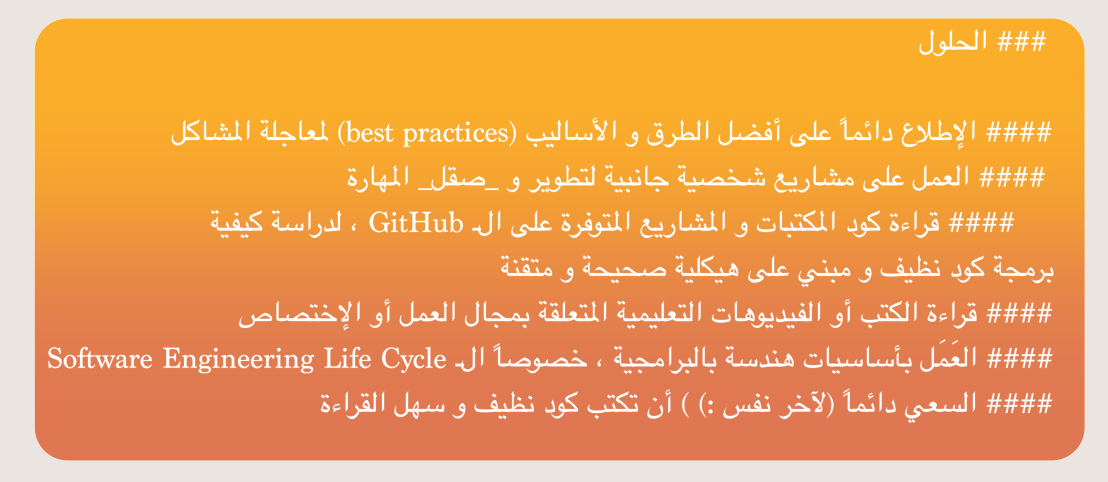 ### الحلول
#### الإطلاع دائماً على أفضل الطرق و الأساليب (best practices) لمعاجلة المشاكل
#### العمل على مشاريع شخصية جانبية لتطوير و _صقل_ المهارة
#### قراءة كود المكتبات و المشاريع المتوفرة على الـ GitHub ، لدراسة كيفية
برمجة كود نظيف و مبني على هيكلية صحيحة و متقنة
#### قراءة الكتب أو الفيديوهات التعليمية المتعلقة بمجال العمل أو الإختصاص
#### العَمَل بأساسيات هندسة بالبرامجية ، خصوصاً الـ Software Engineering Life Cycle
#### السعي دائماً (لآخر نفس :) ) أن تكتب كود نظيف و سهل القراءة